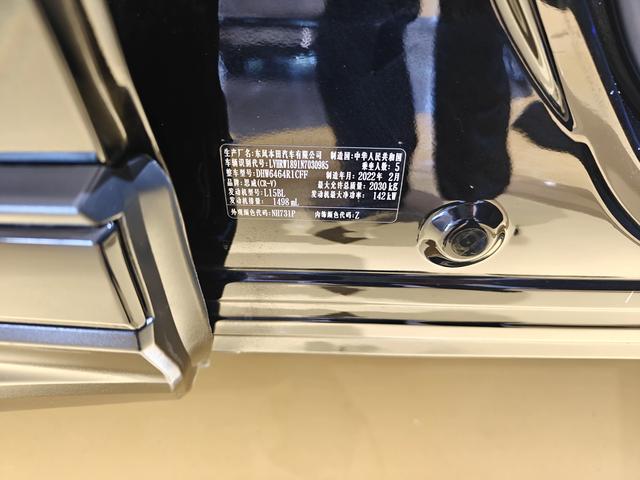 生产厂名:东风本田汽车有限公司 制造国:中华人民共和国
车辆识别代号:LVHRW1891N7030985 乘坐人数: 5
整车型号:DHW6464R1CFF 制造年月:2022年 2月
品牌:思威(CR-V) 最大允许总质量: 2030 kg
发动机型号:L15BL 发动机最大净功率: 142 kW
发动机排量: 1498 mL
外观颜色代码:NH731P 内饰颜色代码:Z